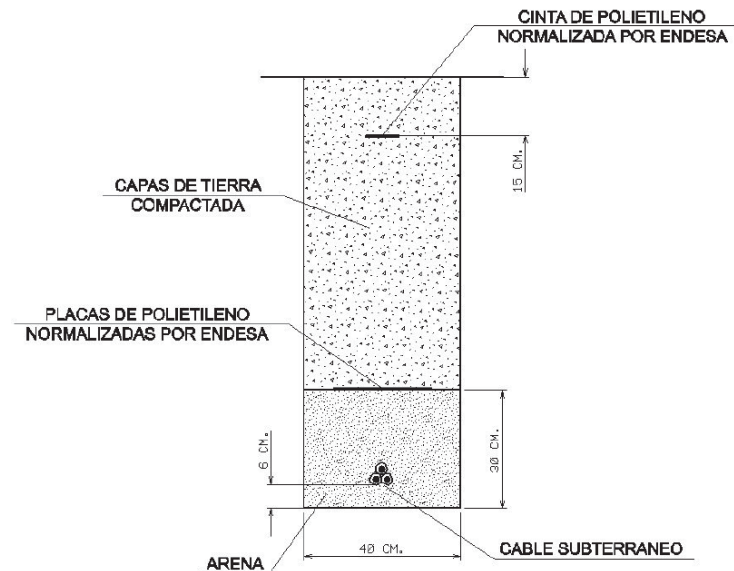 CINTA DE POLIETILENO
NORMALIZADA POR ENDESA
15 CM.
CAPAS DE TIERRA
COMPACTADA
PLACAS DE POLIETILENO
NORMALIZADAS POR ENDESA
6 CM.
30 CM.
40 CM.
ARENA
CABLE SUBTERRANEO